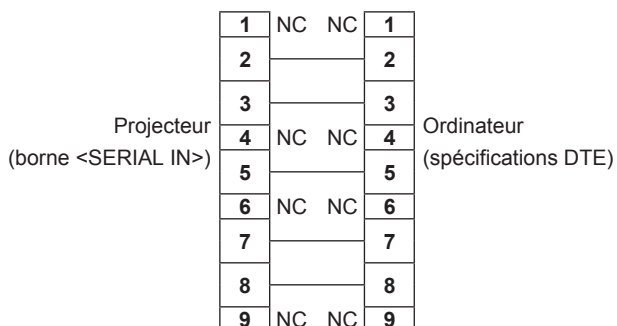 1 NC NC 1
2 2
3 3
Projecteur
(borne <SERIAL IN>)
4 NC NC 4
Ordinateur
(spécifications DTE)
5 5
6 NC NC 6
7 7
8 8
9 NC NC 9